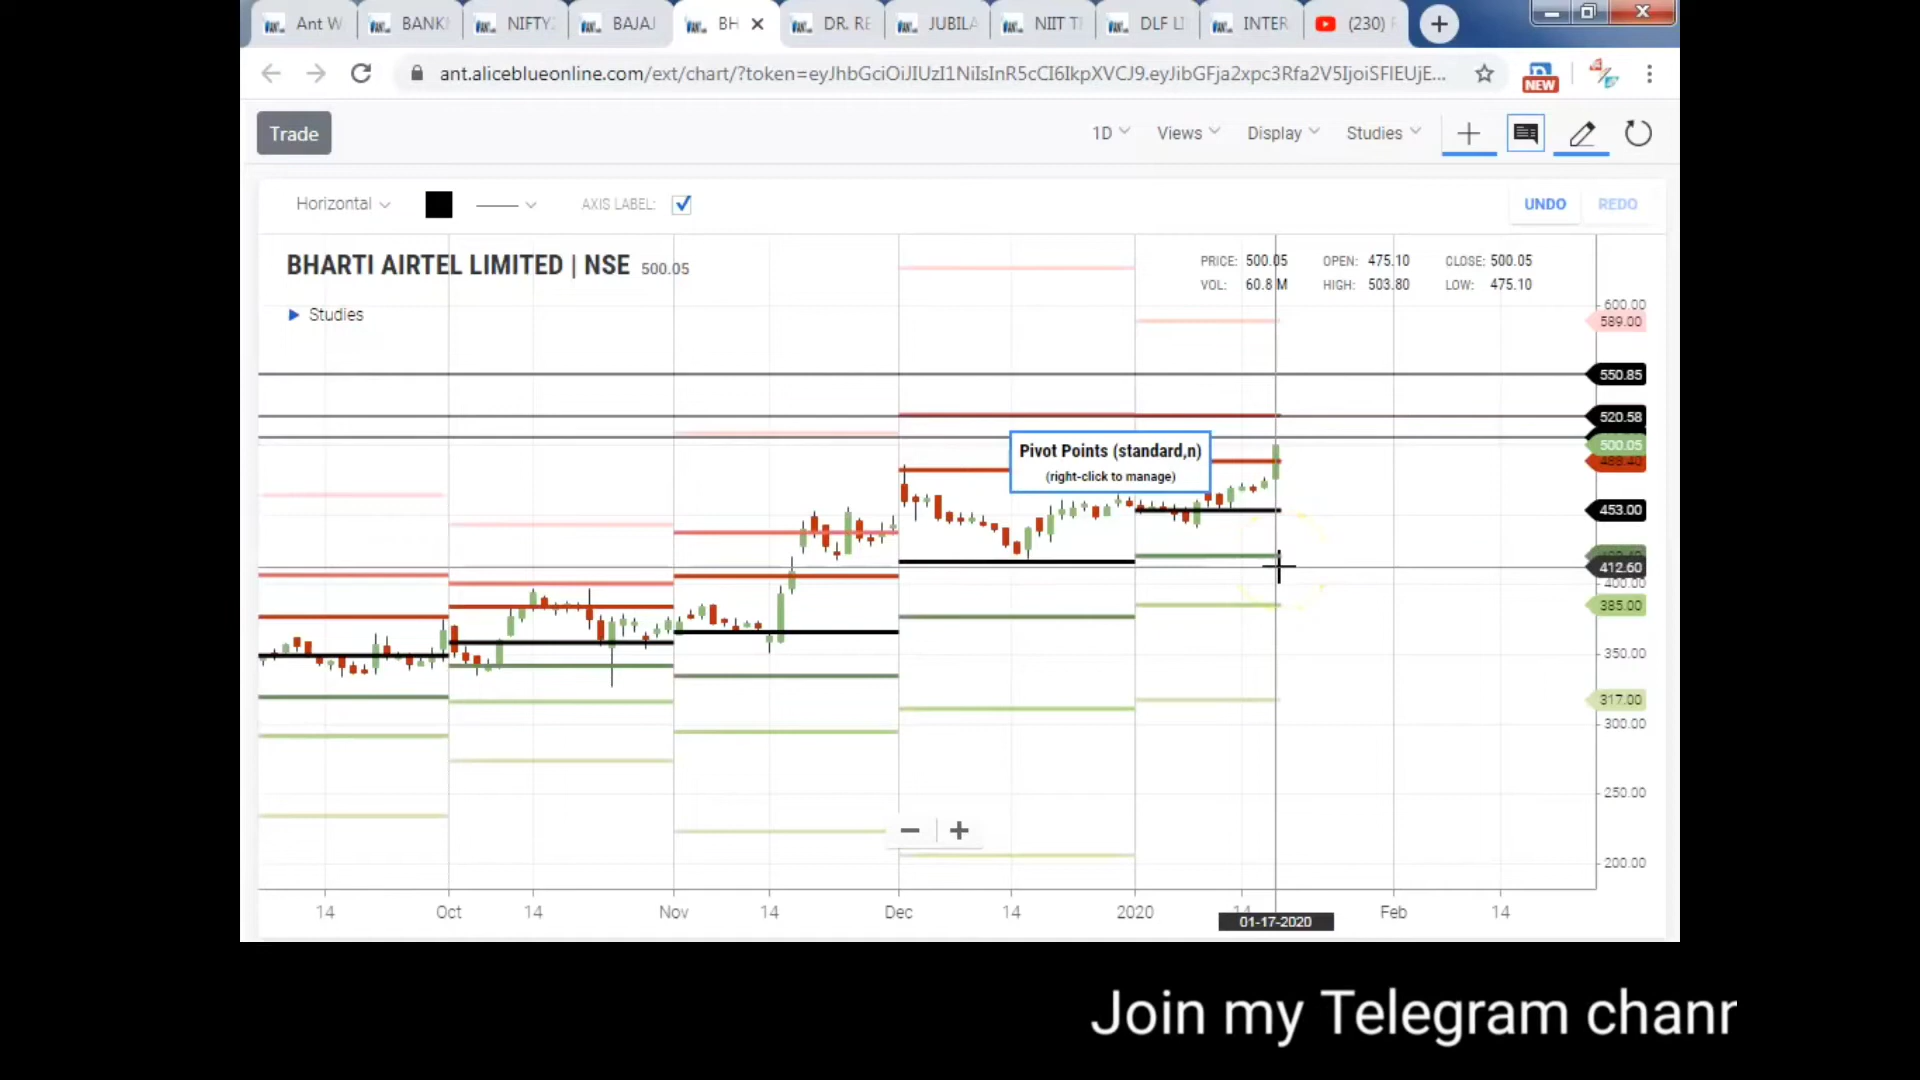 Ant W
BANK
NIFTY
BAJAJ
BH
DR. RE
JUBILA
NIIT T
DLF LI
INTER
(230)
ant.aliceblueonline.com/ext/chart/?token=eyJhbGciOiJIUzI1NiIsInR5cCI6IkpXVCJ9.eyJibGFja2xpc3Rfa2V5IjoiSFlEUjE...
NEW
Trade
1D
Views
Display
Studies
Horizontal
AXIS LABEL:
UNDO
REDO
BHARTI AIRTEL LIMITED | NSE 500.05
PRICE: 500.05 OPEN: 475.10 CLOSE: 500.05
VOL: 60.8 M HIGH: 503.80 LOW: 475.10
Studies
600.00
589.00
550.85
520.58
500.05
Pivot Points (standard,n)
(right-click to manage)
453.00
412.60
400.00
385.00
350.00
317.00
300.00
250.00
200.00
14 Oct 14 Nov 14 Dec 14 2020 14 Feb 14
01-17-2020
Join my Telegram chanr